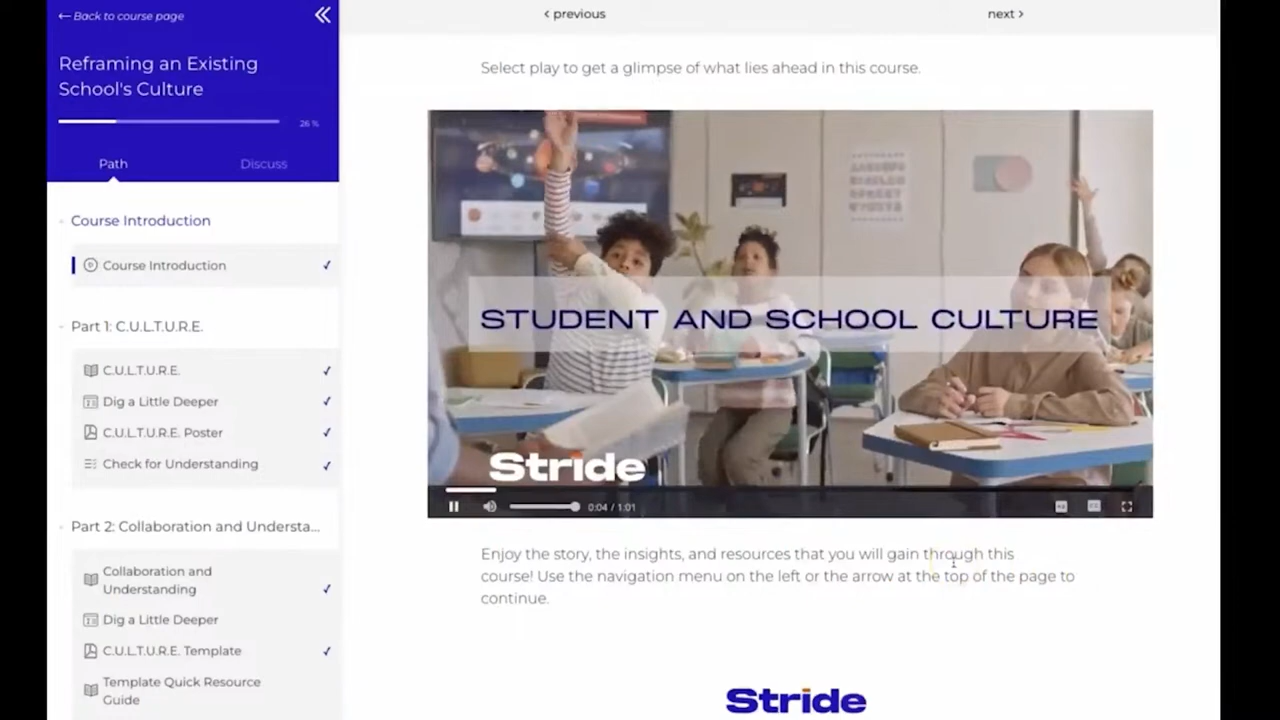 ← Back to course page
Reframing an Existing
School's Culture
26 %
Path
Discuss
Course Introduction
Course Introduction
Part 1: C.U.L.T.U.R.E.
C.U.L.T.U.R.E.
Dig a Little Deeper
C.U.L.T.U.R.E. Poster
Check for Understanding
Part 2: Collaboration and Understa...
Collaboration and
Understanding
Dig a Little Deeper
C.U.L.T.U.R.E. Template
Template Quick Resource
Guide
< previous
next >
Select play to get a glimpse of what lies ahead in this course.
STUDENT AND SCHOOL CULTURE
Stride
0:04 / 1:01
Enjoy the story, the insights, and resources that you will gain through this
course! Use the navigation menu on the left or the arrow at the top of the page to
continue.
Stride